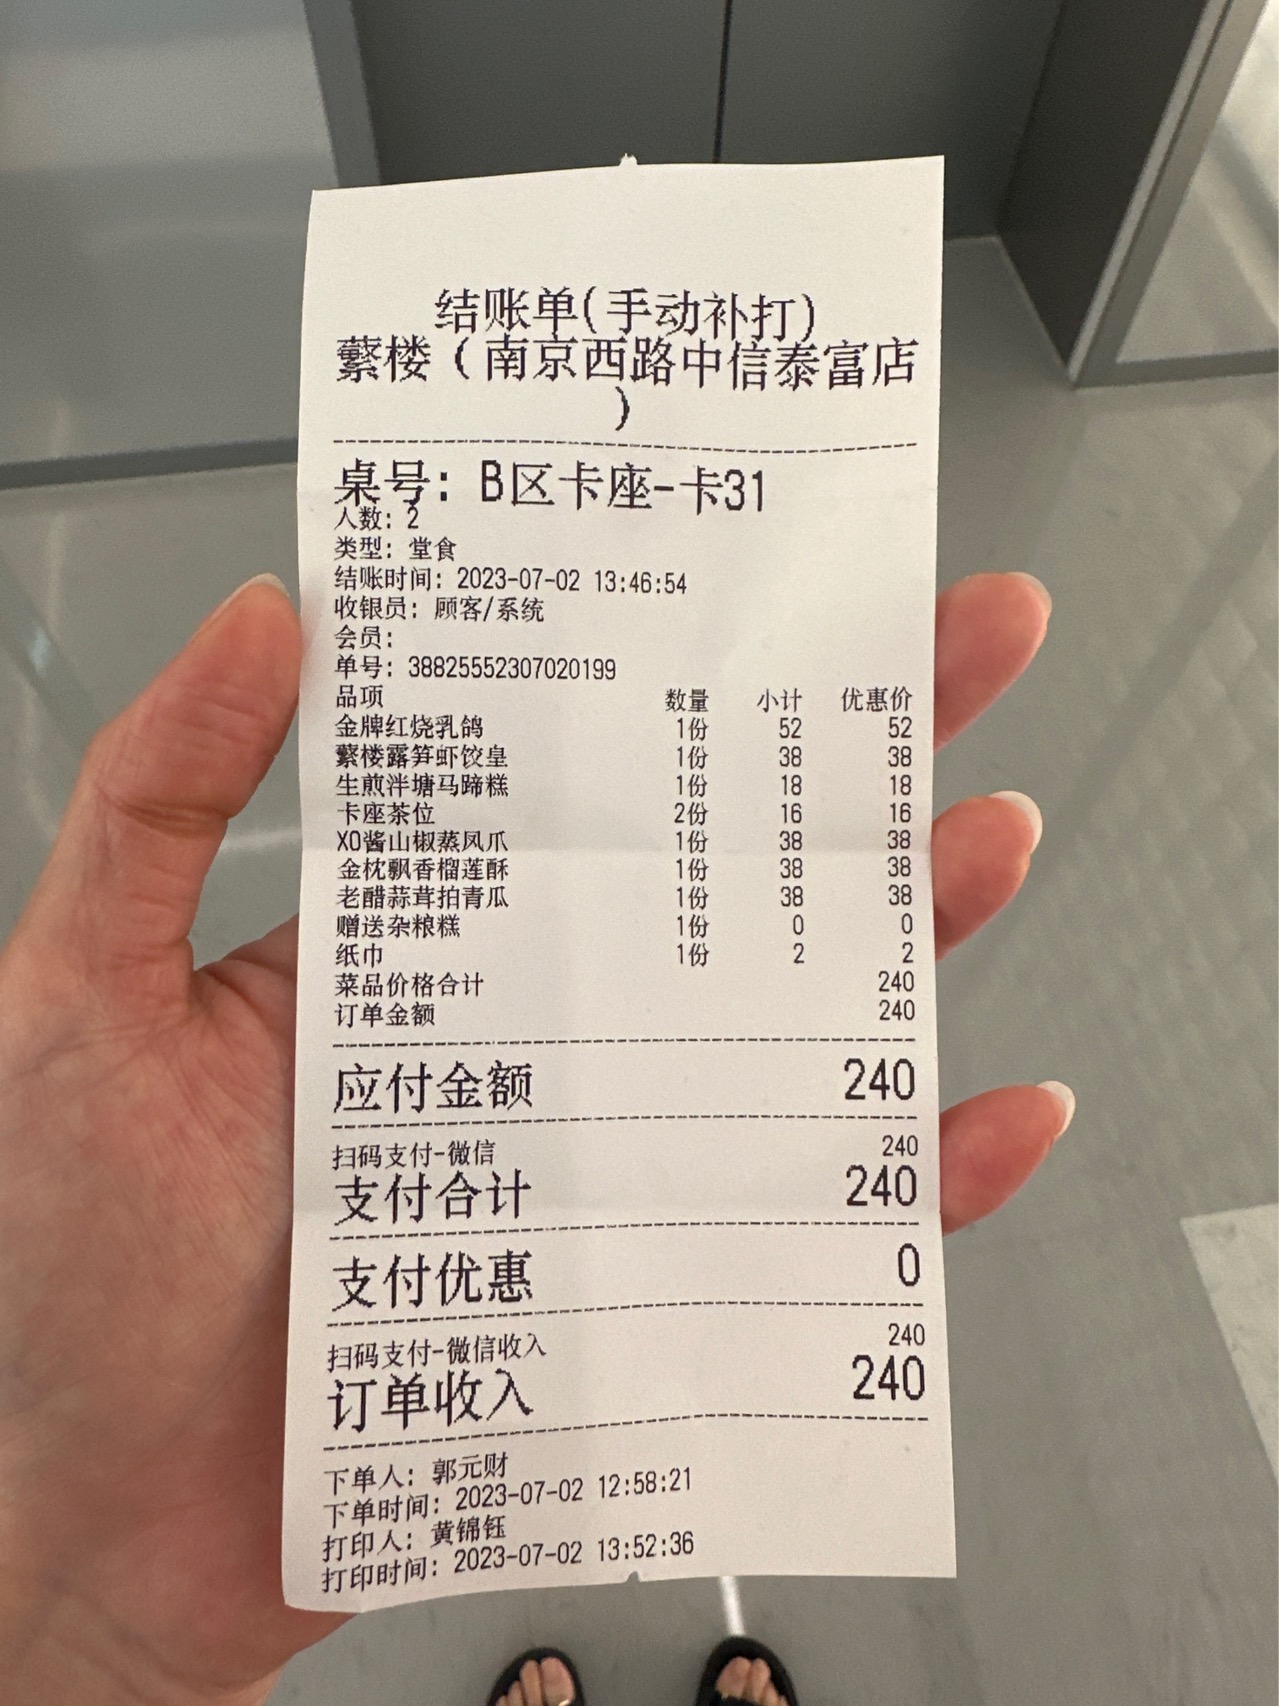 结账单(手动补打)
蘩楼（南京西路中信泰富店
）
桌号: B区卡座-卡31
人数: 2
类型: 堂食
结账时间: 2023-07-02 13:46:54
收银员: 顾客/系统
会员:
单号: 38825552307020199
品项 数量 小计 优惠价
金牌红烧乳鸽 1份 52 52
蘩楼露笋虾饺皇 1份 38 38
生煎泮塘马蹄糕 1份 18 18
卡座茶位 2份 16 16
XO酱山椒蒸凤爪 1份 38 38
金枕飘香榴莲酥 1份 38 38
老醋蒜茸拍青瓜 1份 38 38
赠送杂粮糕 1份 0 0
纸巾 1份 2 2
菜品价格合计 240
订单金额 240
应付金额 240
扫码支付-微信 240
支付合计 240
支付优惠 0
扫码支付-微信收入 240
订单收入 240
下单人: 郭元财
下单时间: 2023-07-02 12:58:21
打印人: 黄锦钰
打印时间: 2023-07-02 13:52:36